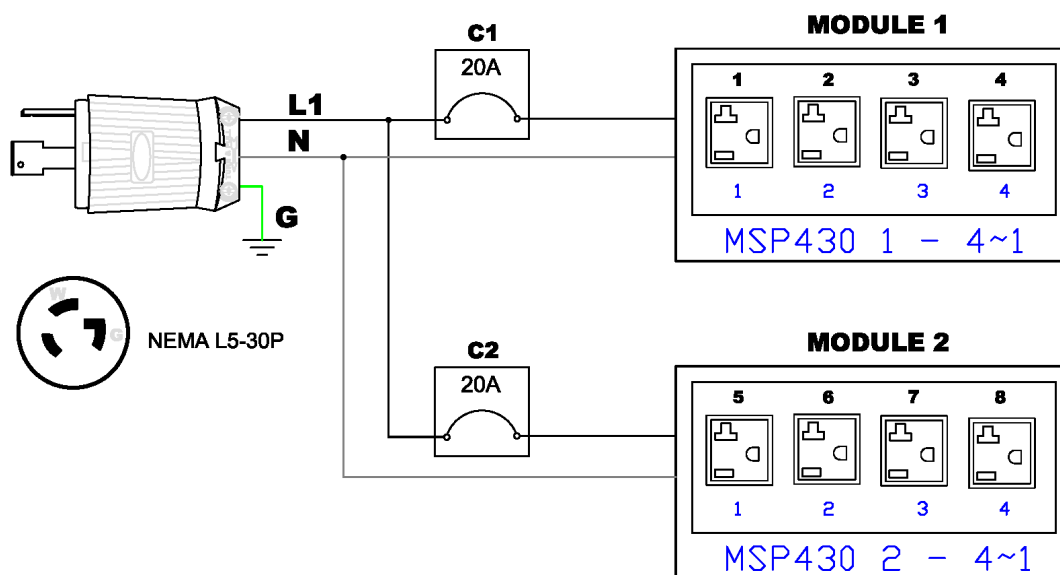 MODULE 1
C1
20A
1 2 3 4
L1
N
1 2 3 4
G
MSP430 1 - 4~1
W
G
NEMA L5-30P
MODULE 2
C2
20A
5 6 7 8
1 2 3 4
MSP430 2 - 4~1